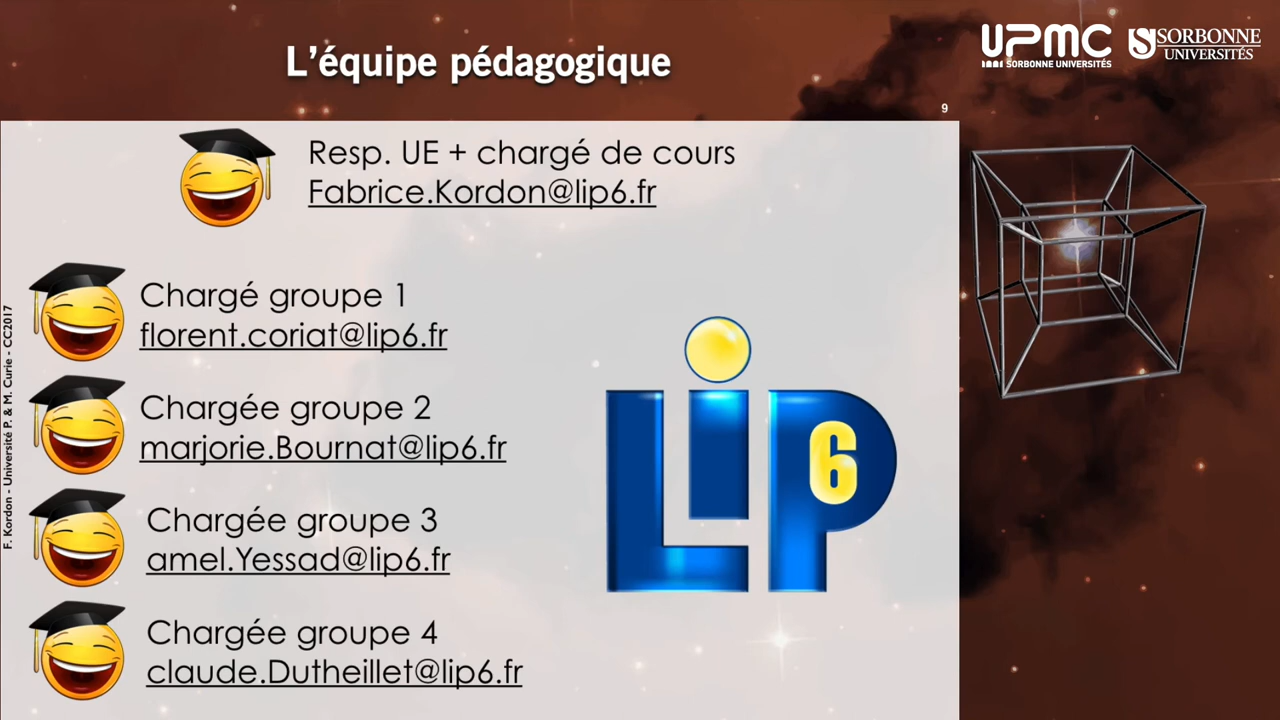 L'équipe pédagogique
UPMC
SORBONNE UNIVERSITÉS
SORBONNE
UNIVERSITÉS
9
Resp. UE + chargé de cours
Fabrice.Kordon@lip6.fr
Chargé groupe 1
florent.coriat@lip6.fr
Chargée groupe 2
marjorie.Bournat@lip6.fr
Chargée groupe 3
amel.Yessad@lip6.fr
Chargée groupe 4
claude.Dutheillet@lip6.fr
LiP6
F. Kordon - Université P. & M. Curie - CC2017